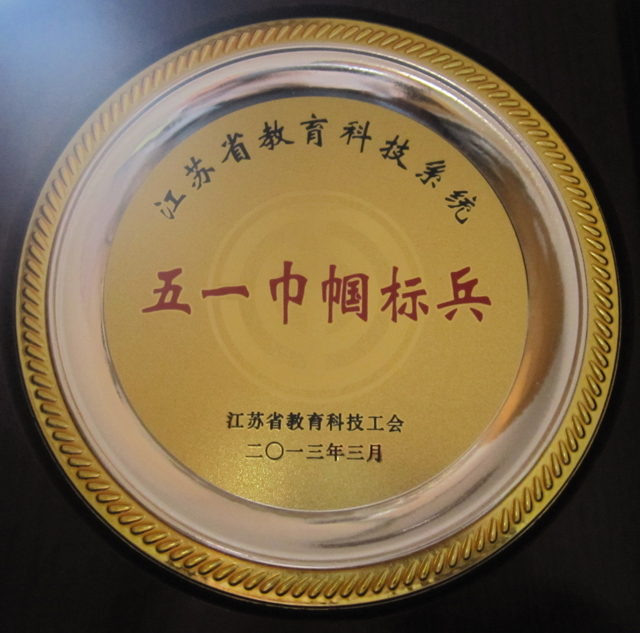 江苏省教育科技系统
五一巾帼标兵
江苏省教育科技工会
二〇一三年三月